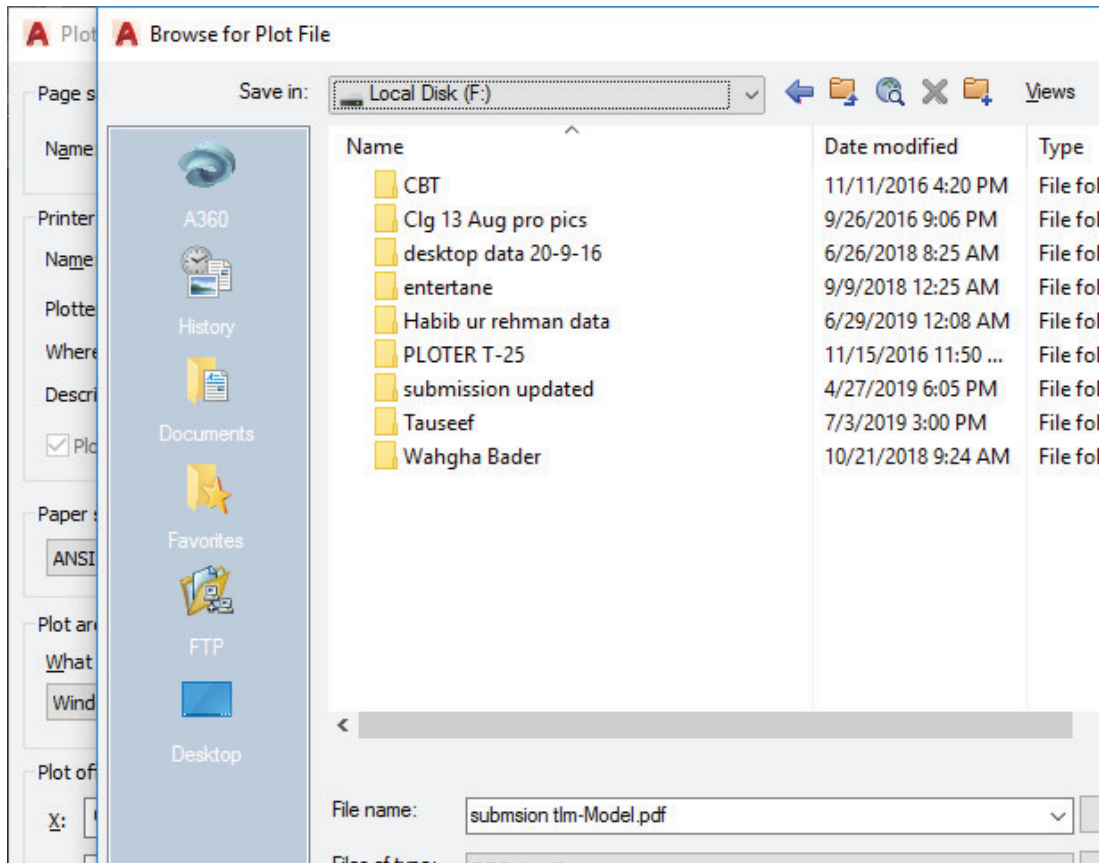 Plot
Browse for Plot File
Page s
Save in:
Local Disk (F:)
Views
Name
Name
Date modified
Type
CBT
11/11/2016 4:20 PM
File fol
A360
Printer
Clg 13 Aug pro pics
9/26/2016 9:06 PM
File fol
Name
desktop data 20-9-16
6/26/2018 8:25 AM
File fol
entertane
9/9/2018 12:25 AM
File fol
Plotte
History
Habib ur rehman data
6/29/2019 12:08 AM
File fol
Where
PLOTER T-25
11/15/2016 11:50 ...
File fol
Descri
submission updated
4/27/2019 6:05 PM
File fol
Documents
Tauseef
7/3/2019 3:00 PM
File fol
Plo
Wahgha Bader
10/21/2018 9:24 AM
File fol
Paper s
Favorites
ANSI
Plot are
FTP
What
Wind
Desktop
Plot off
X:
File name:
submsion tlm-Model.pdf
Files of type: